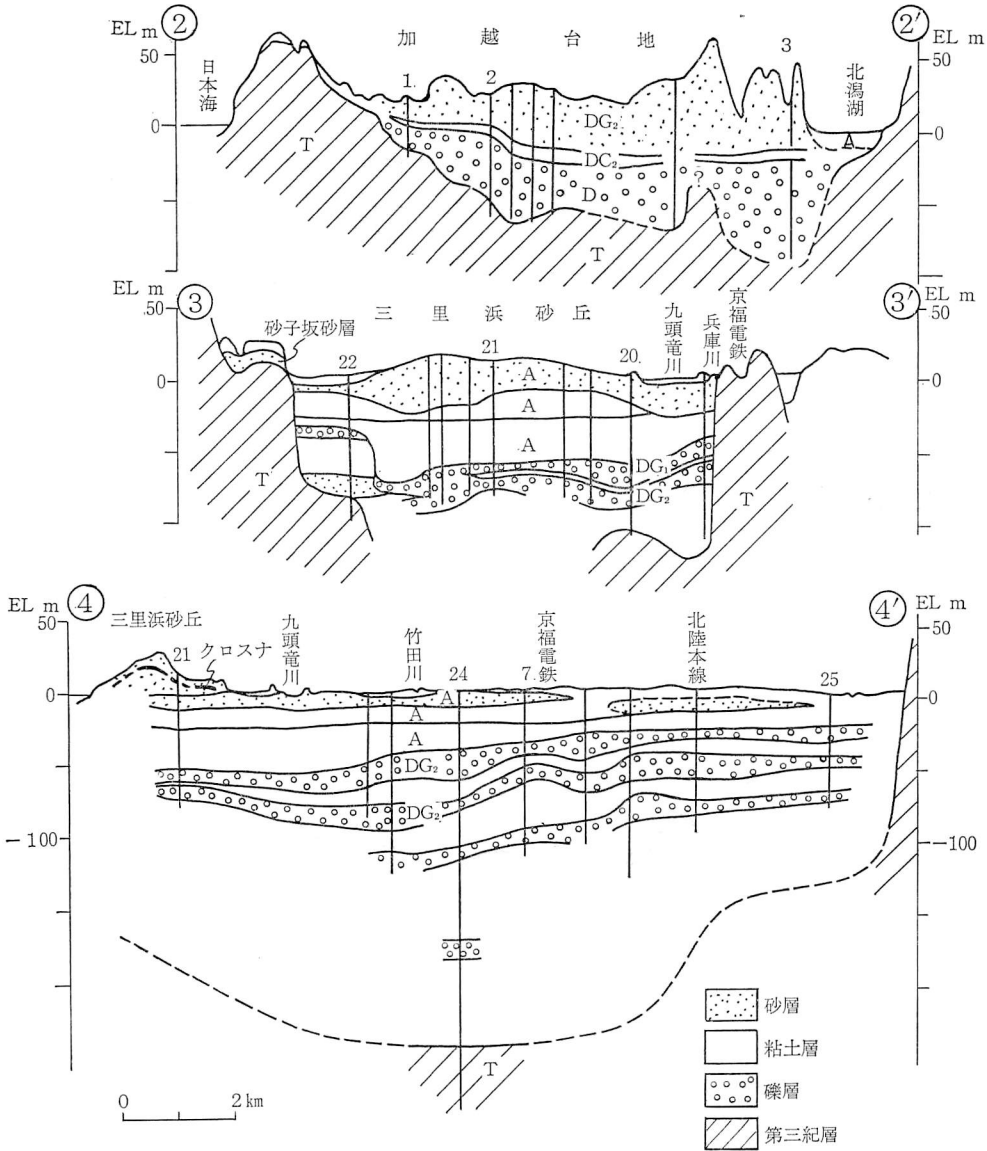 ② ②′
EL m EL m
50 50
0 0
日本海
加越台地
北潟湖
1. 2 3
DG₂
DC₂
D
?
A
T
T
③ ③′
EL m EL m
50 50
0 0
砂子坂砂層
三里浜砂丘
九頭竜川
兵庫川
京福電鉄
22 21 20.
A
A
A
DG₁
DG₂
T T
④ ④′
EL m EL m
50 50
0 0
−100 −100
三里浜砂丘
クロスナ
九頭竜川
竹田川
京福電鉄
北陸本線
21 24 7. 25
A
A
A
DG₂
DG₂
T
0 2 km
砂層
粘土層
礫層
第三紀層